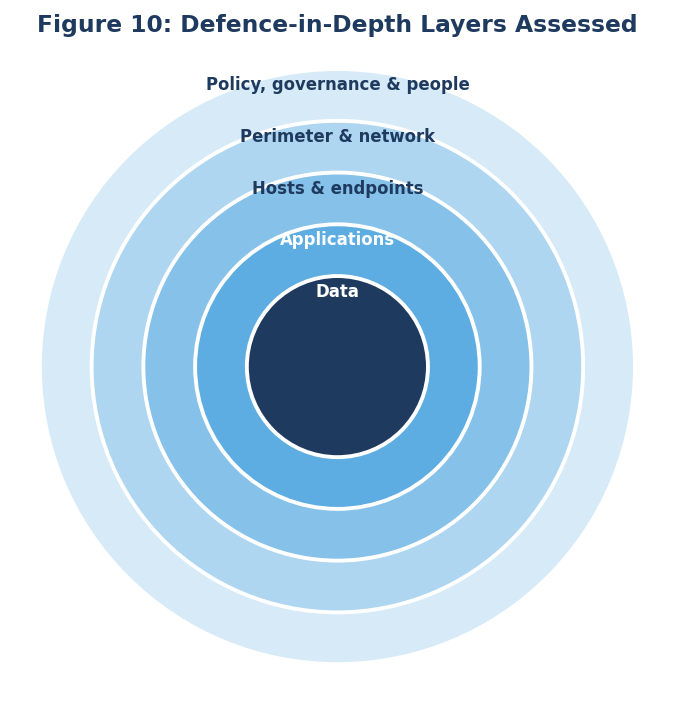 Figure 10: Defence-in-Depth Layers Assessed
Policy, governance & people
Perimeter & network
Hosts & endpoints
Applications
Data